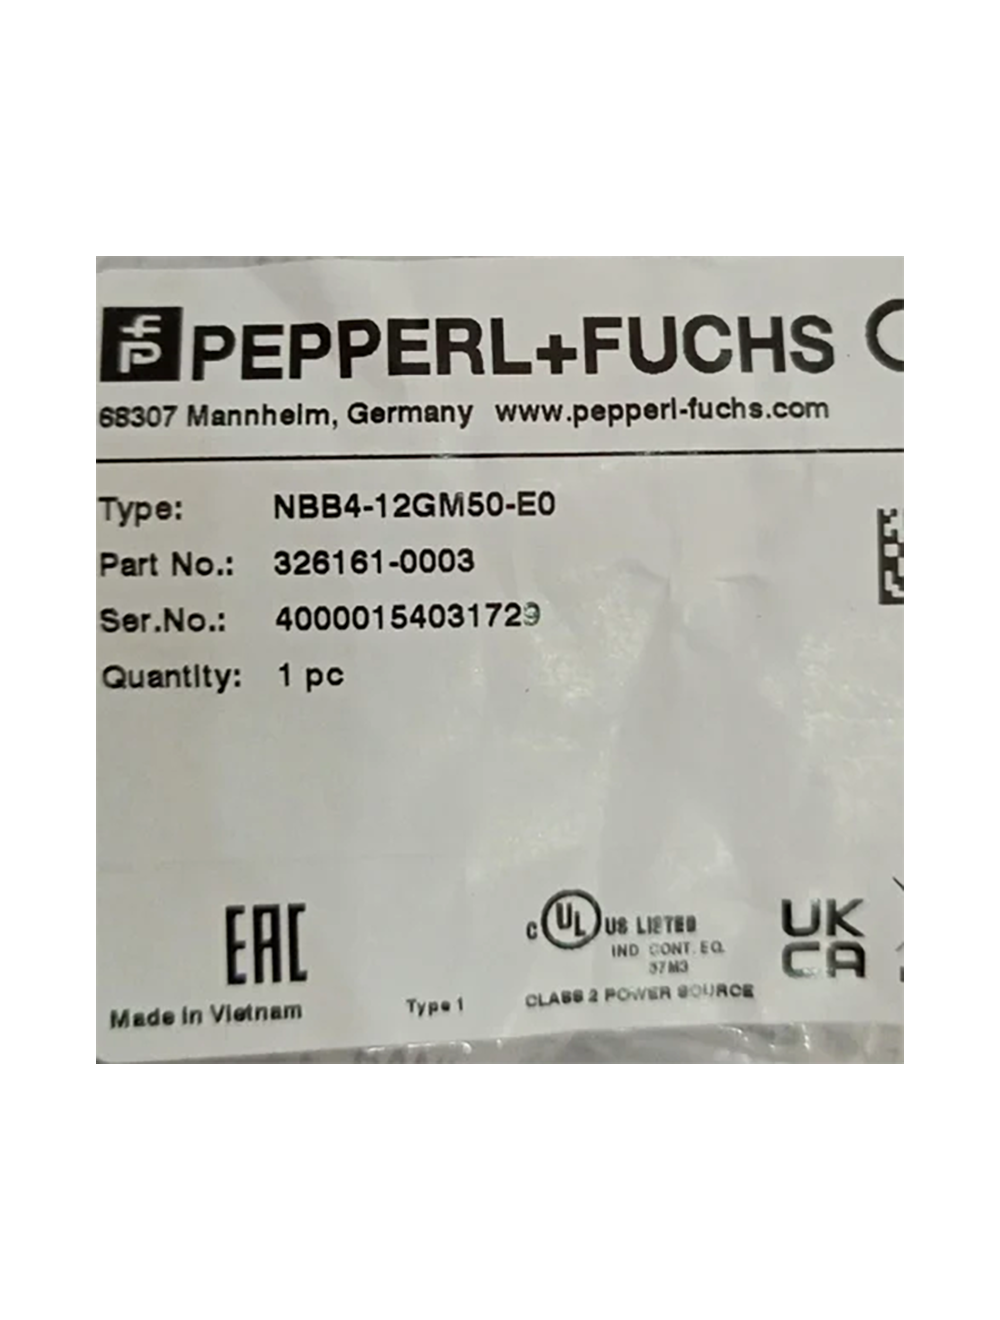 PEPPERL+FUCHS
68307 Mannheim, Germany www.pepperl-fuchs.com
Type: NBB4-12GM50-E0
Part No.: 326161-0003
Ser.No.: 40000154031729
Quantity: 1 pc
EAC
c UL US LISTED
IND CONT. EQ.
57M3
CLASS 2 POWER SOURCE
UK
CA
Made in Vietnam
Type 1